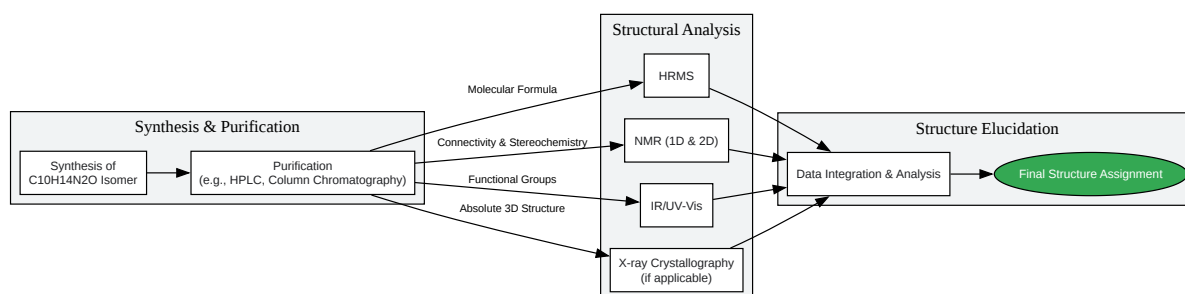 Synthesis & Purification
Synthesis of
C10H14N2O Isomer
Purification
(e.g., HPLC, Column Chromatography)
Molecular Formula
Connectivity & Stereochemistry
Functional Groups
Absolute 3D Structure
Structural Analysis
HRMS
NMR (1D & 2D)
IR/UV-Vis
X-ray Crystallography
(if applicable)
Structure Elucidation
Data Integration & Analysis
Final Structure Assignment